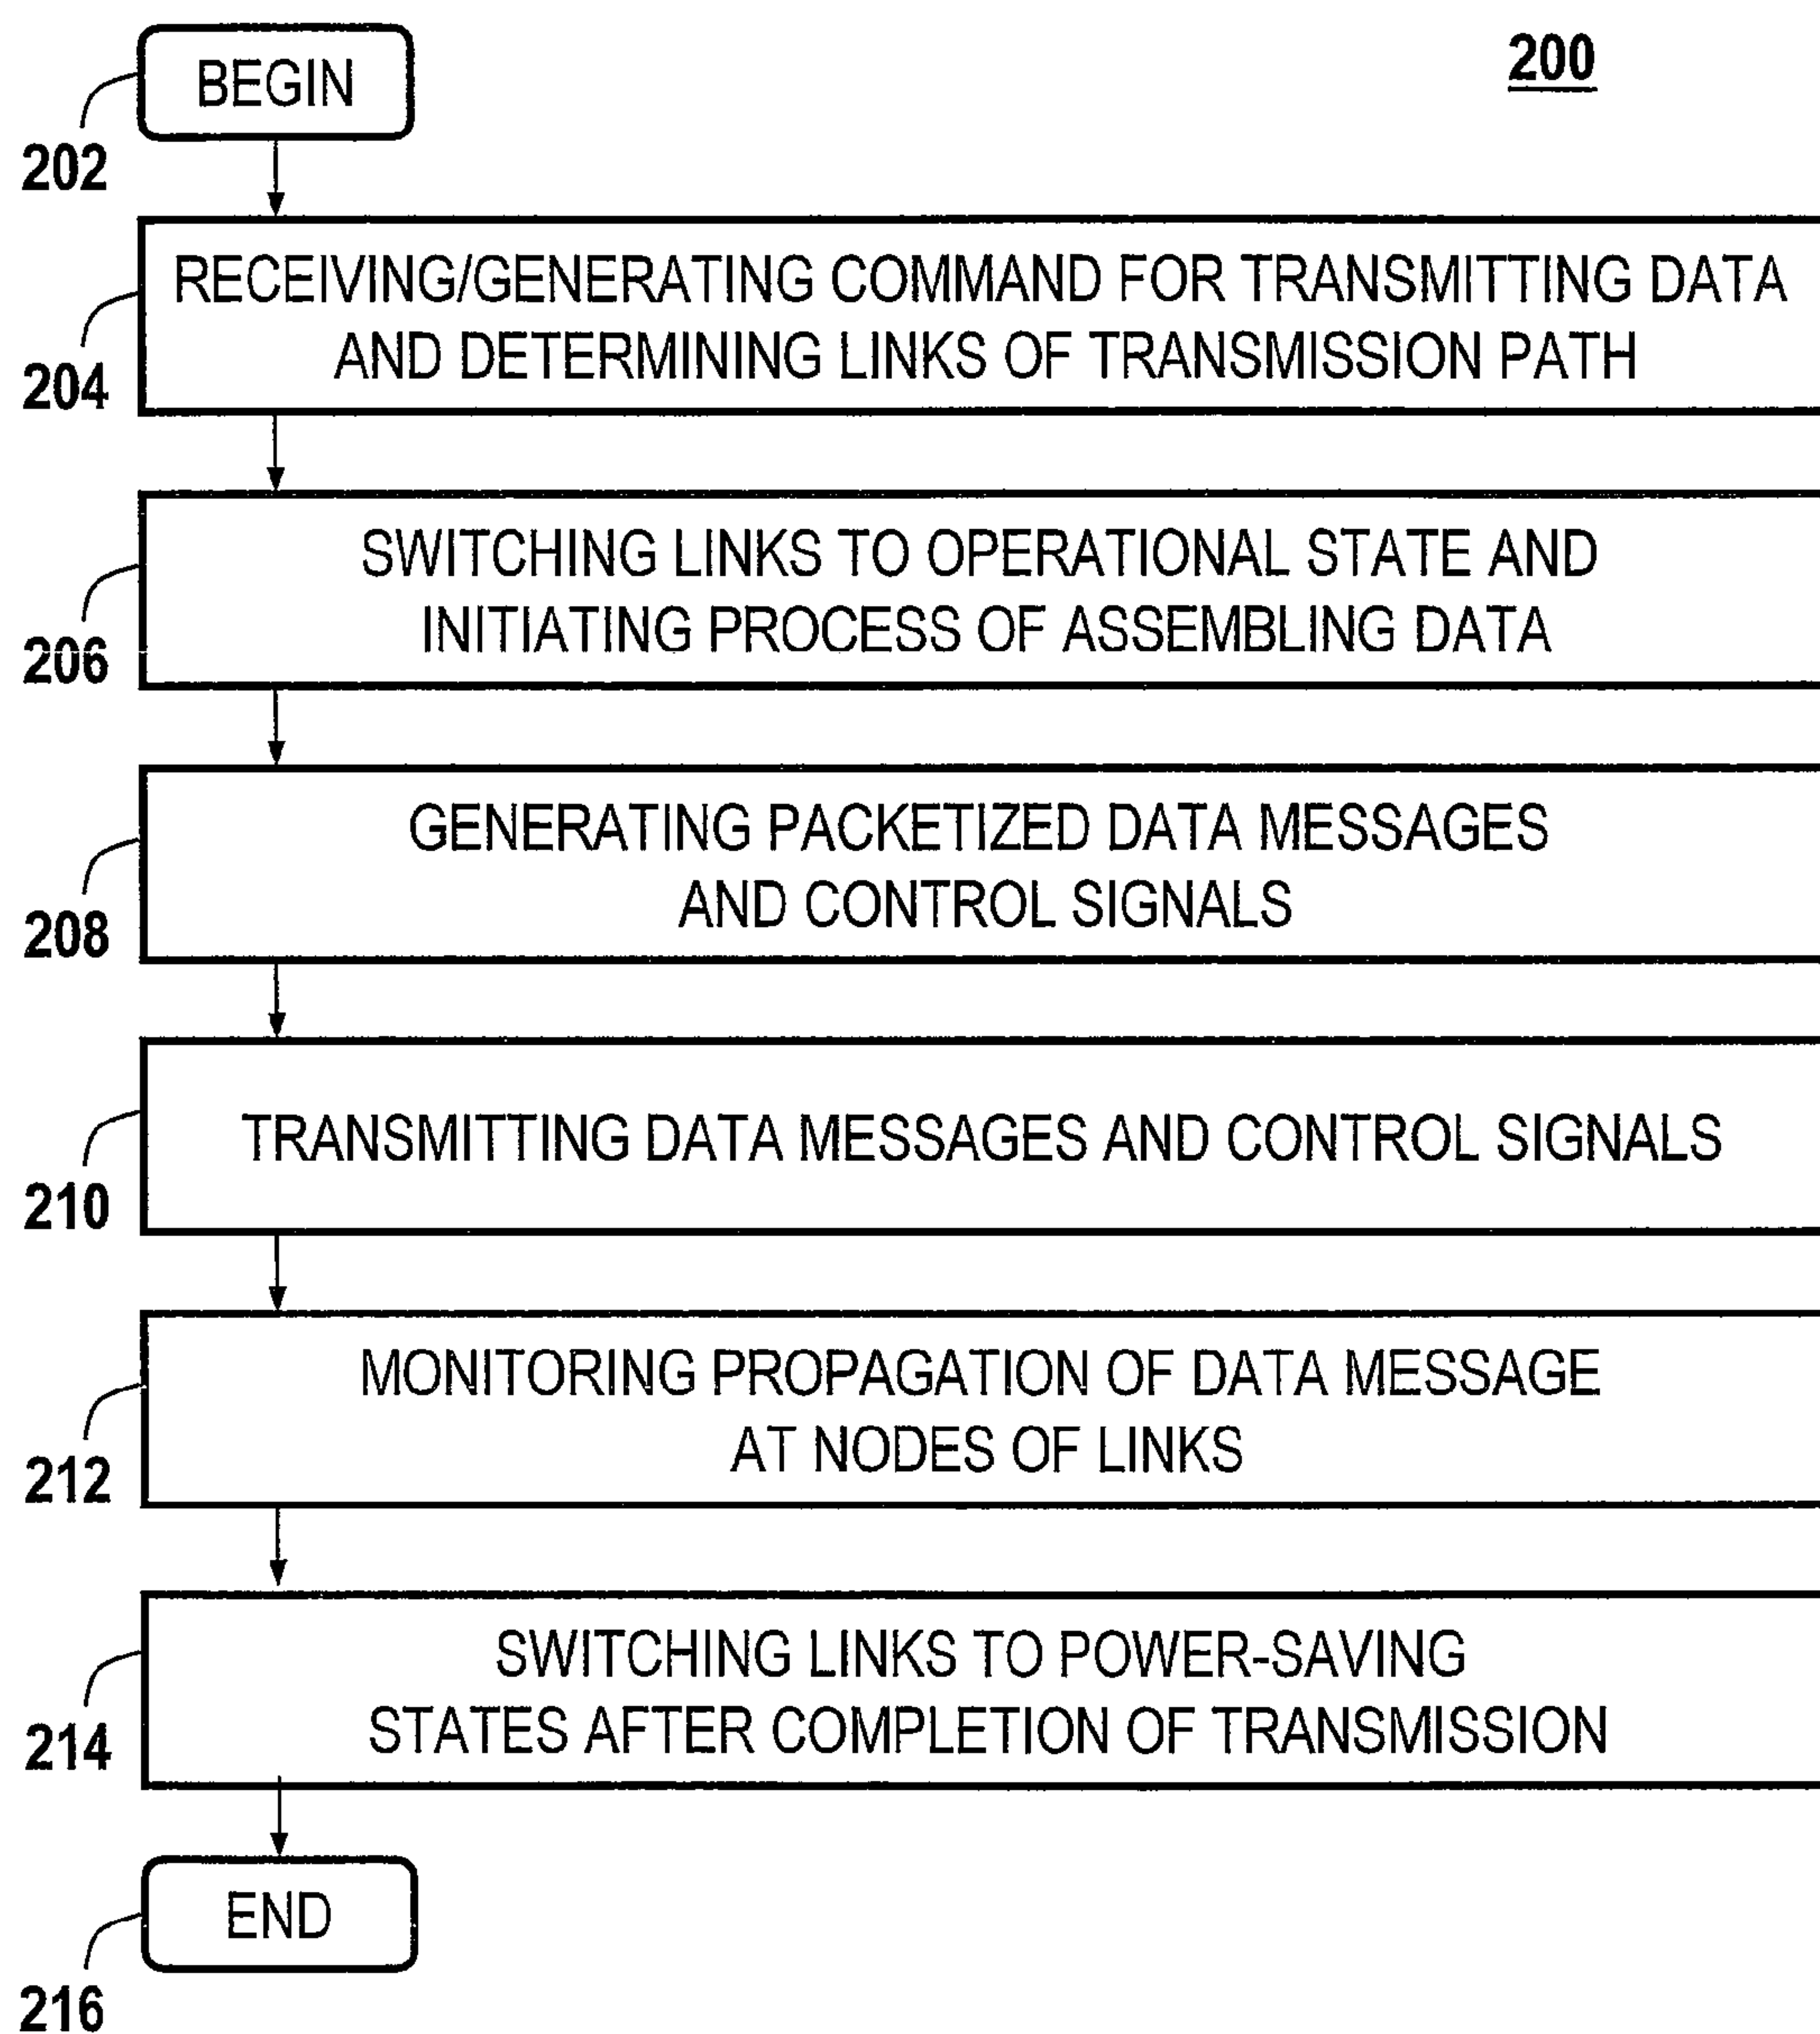 200
BEGIN
202
RECEIVING/GENERATING COMMAND FOR TRANSMITTING DATA
AND DETERMINING LINKS OF TRANSMISSION PATH
204
SWITCHING LINKS TO OPERATIONAL STATE AND
INITIATING PROCESS OF ASSEMBLING DATA
206
GENERATING PACKETIZED DATA MESSAGES
AND CONTROL SIGNALS
208
TRANSMITTING DATA MESSAGES AND CONTROL SIGNALS
210
MONITORING PROPAGATION OF DATA MESSAGE
AT NODES OF LINKS
212
SWITCHING LINKS TO POWER-SAVING
STATES AFTER COMPLETION OF TRANSMISSION
214
END
216